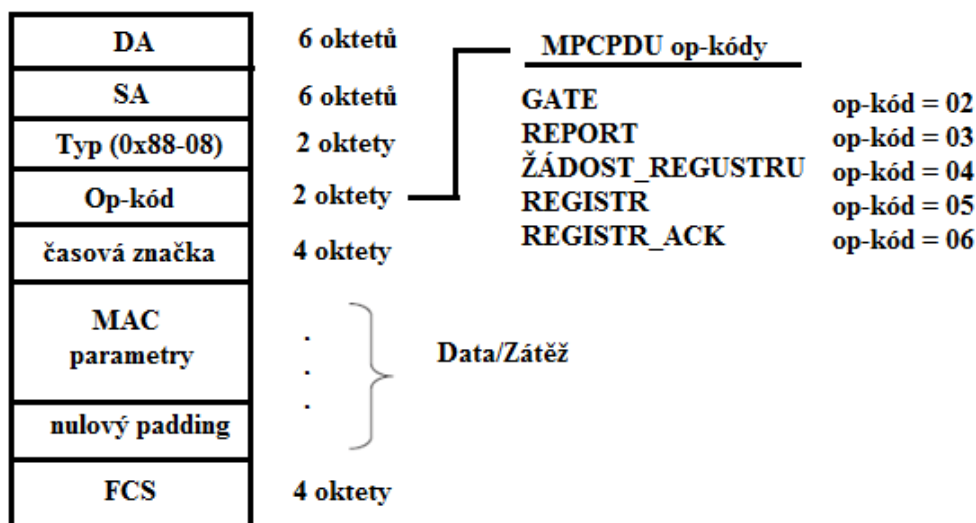 DA
6 oktetů
SA
6 oktetů
Typ (0x88-08)
2 oktety
Op-kód
2 oktety
časová značka
4 oktety
MAC
parametry
.
.
.
Data/Zátěž
nulový padding
FCS
4 oktety
MPCPDU op-kódy
GATE op-kód = 02
REPORT op-kód = 03
ŽÁDOST_REGUSTRU op-kód = 04
REGISTR op-kód = 05
REGISTR_ACK op-kód = 06